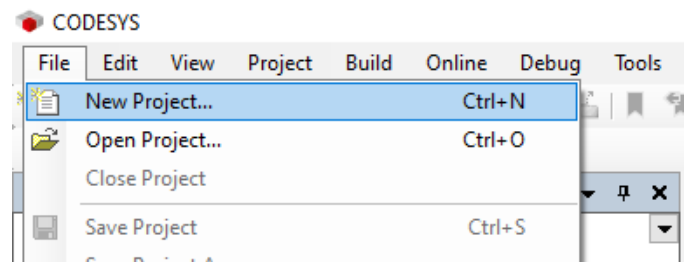 CODESYS
File Edit View Project Build Online Debug Tools
New Project... Ctrl+N
Open Project... Ctrl+O
Close Project
Save Project Ctrl+S